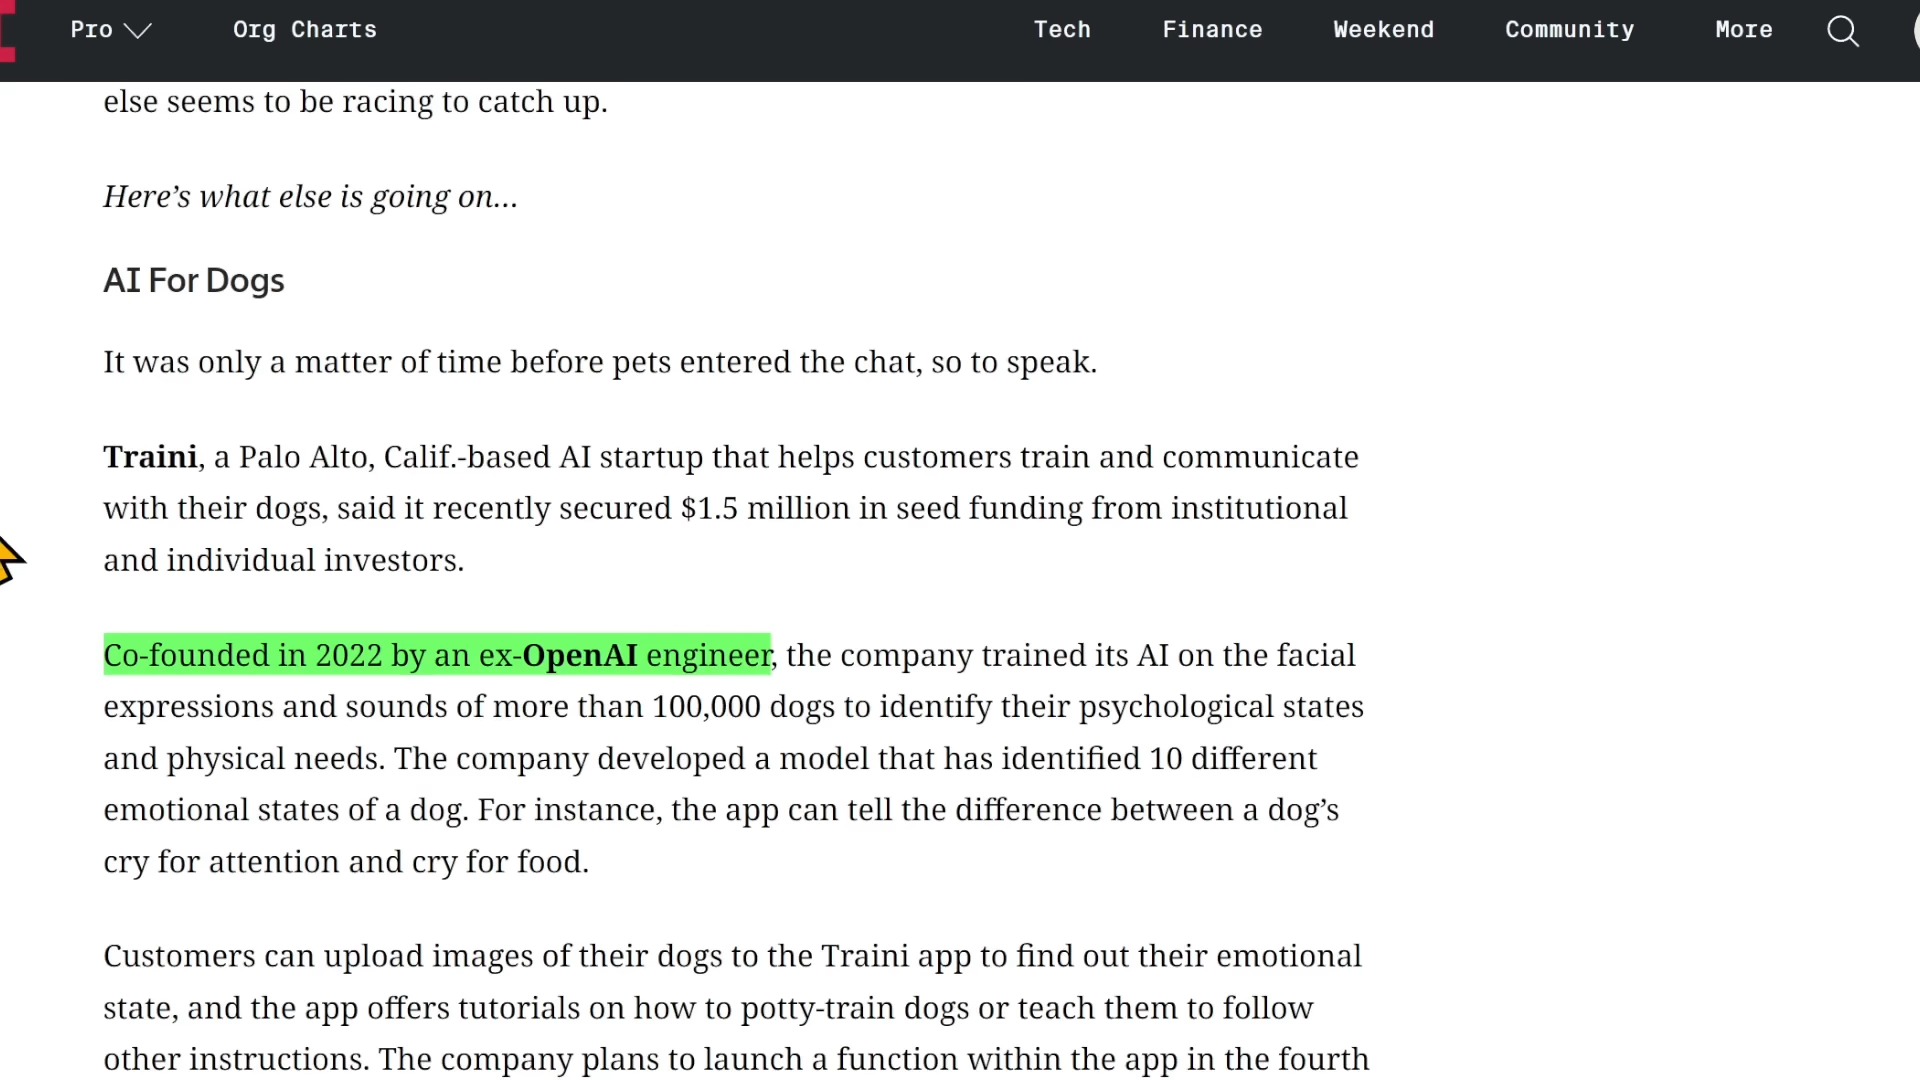 Pro
Org Charts
Tech
Finance
Weekend
Community
More
else seems to be racing to catch up.
Here’s what else is going on…
AI For Dogs
It was only a matter of time before pets entered the chat, so to speak.
Traini, a Palo Alto, Calif.-based AI startup that helps customers train and communicate
with their dogs, said it recently secured $1.5 million in seed funding from institutional
and individual investors.
Co-founded in 2022 by an ex-OpenAI engineer, the company trained its AI on the facial
expressions and sounds of more than 100,000 dogs to identify their psychological states
and physical needs. The company developed a model that has identified 10 different
emotional states of a dog. For instance, the app can tell the difference between a dog’s
cry for attention and cry for food.
Customers can upload images of their dogs to the Traini app to find out their emotional
state, and the app offers tutorials on how to potty-train dogs or teach them to follow
other instructions. The company plans to launch a function within the app in the fourth